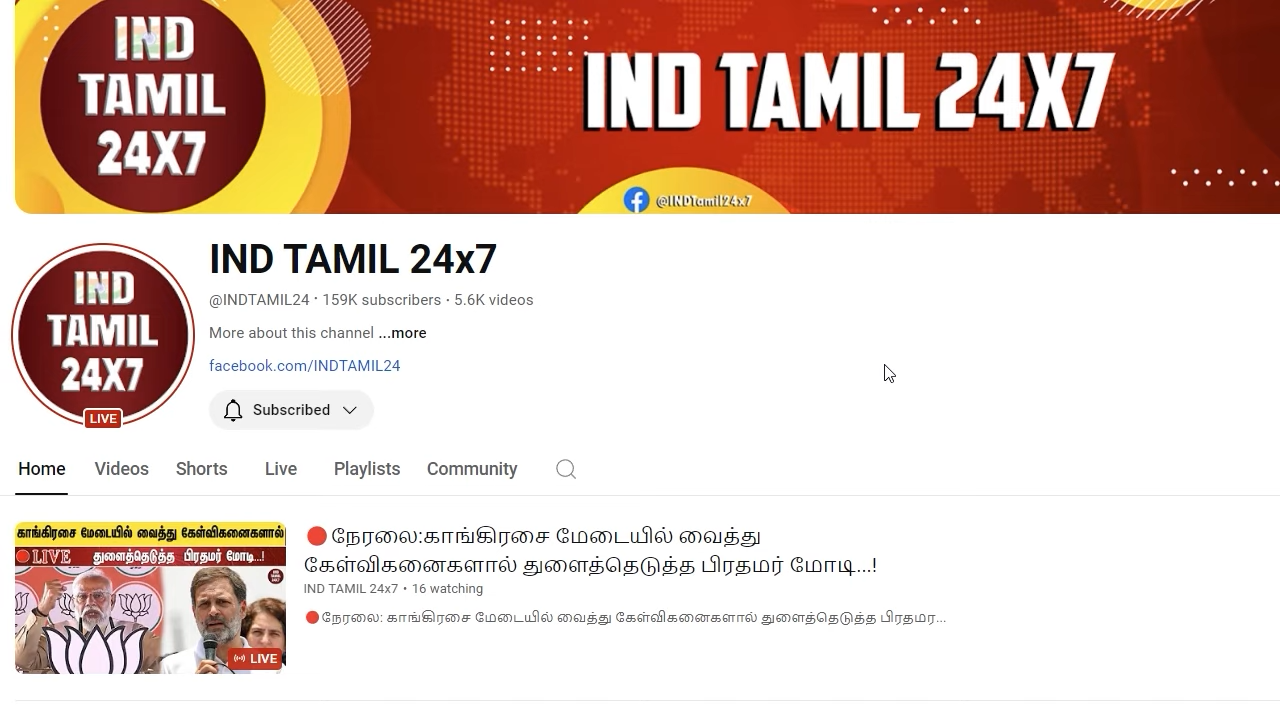 IND
TAMIL
24X7
IND TAMIL 24X7
@INDTamil24x7
IND
TAMIL
24X7
LIVE
IND TAMIL 24x7
@INDTAMIL24 · 159K subscribers · 5.6K videos
More about this channel ...more
facebook.com/INDTAMIL24
Subscribed
Home Videos Shorts Live Playlists Community
காங்கிரசை மேடையில் வைத்து கேள்விகனைகளால்
LIVE துளைத்தெடுத்த பிரதமர் மோடி...!
LIVE
🔴நேரலை:காங்கிரசை மேடையில் வைத்து
கேள்விகனைகளால் துளைத்தெடுத்த பிரதமர் மோடி...!
IND TAMIL 24x7 • 16 watching
🔴நேரலை: காங்கிரசை மேடையில் வைத்து கேள்விகனைகளால் துளைத்தெடுத்த பிரதமர...